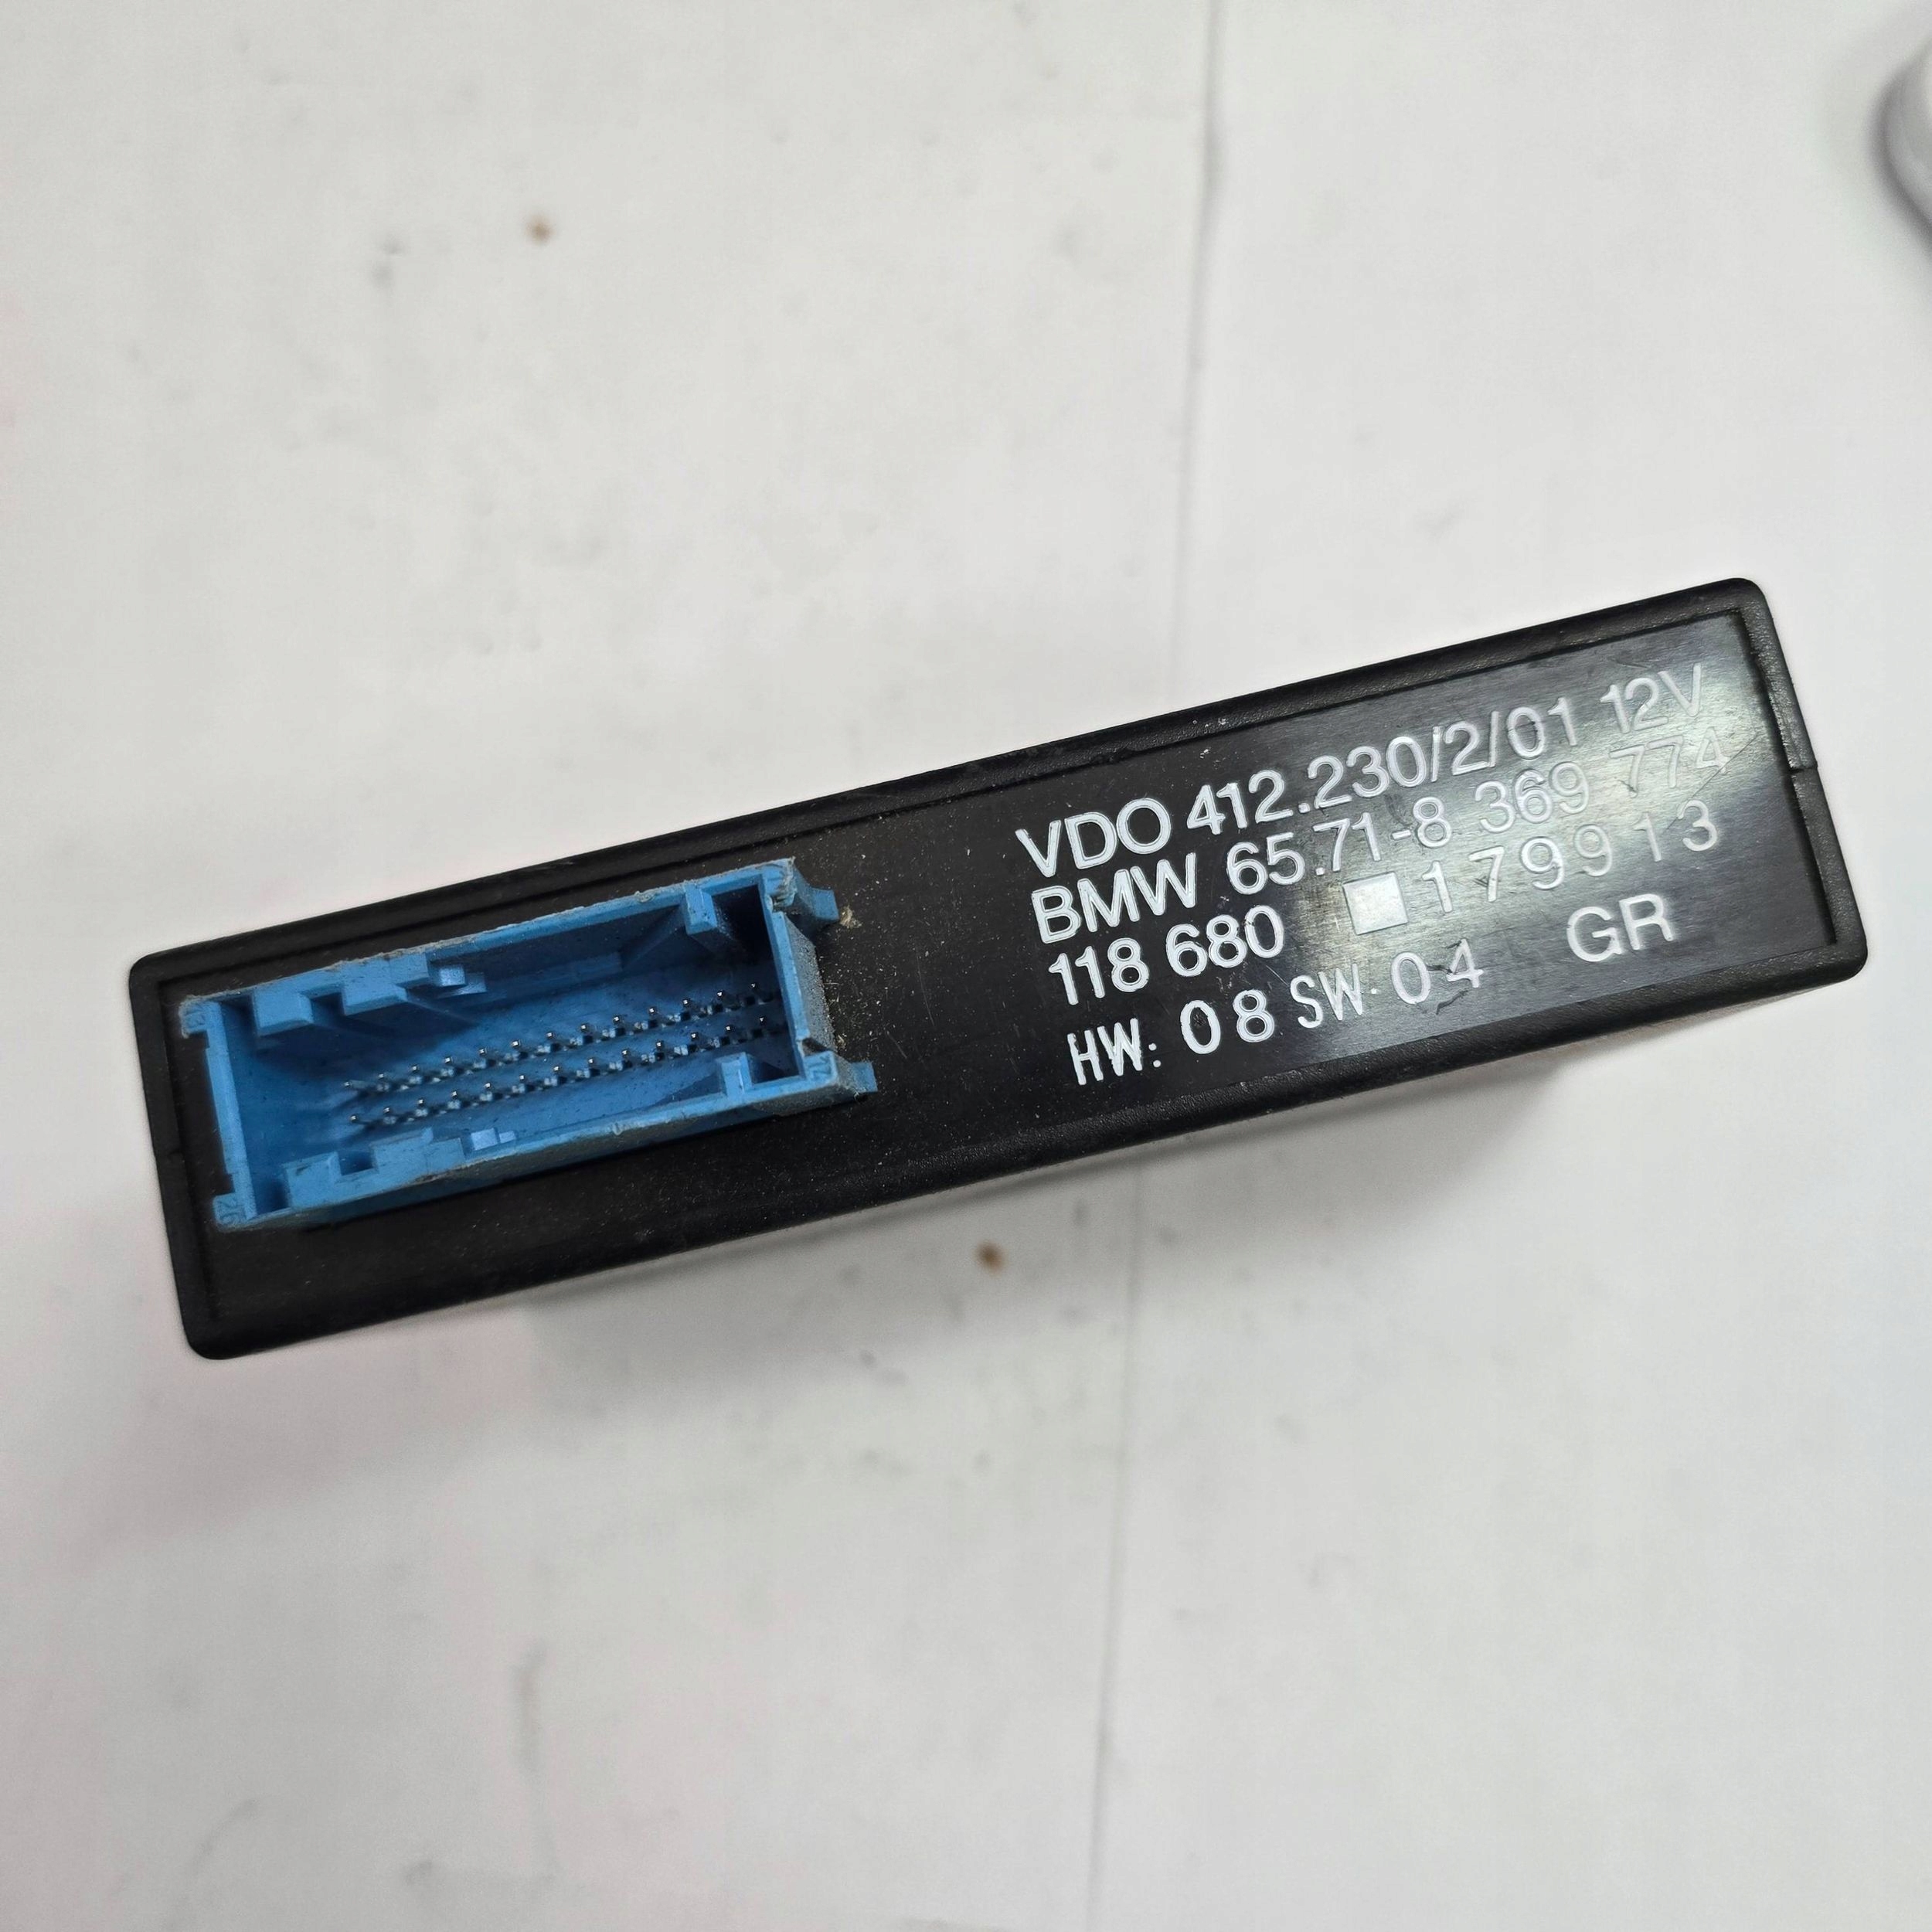 VDO 412.230/2/01 12V
BMW 65.71-8 369 774
118 680 179913
HW: 08 SW: 04 GR
26